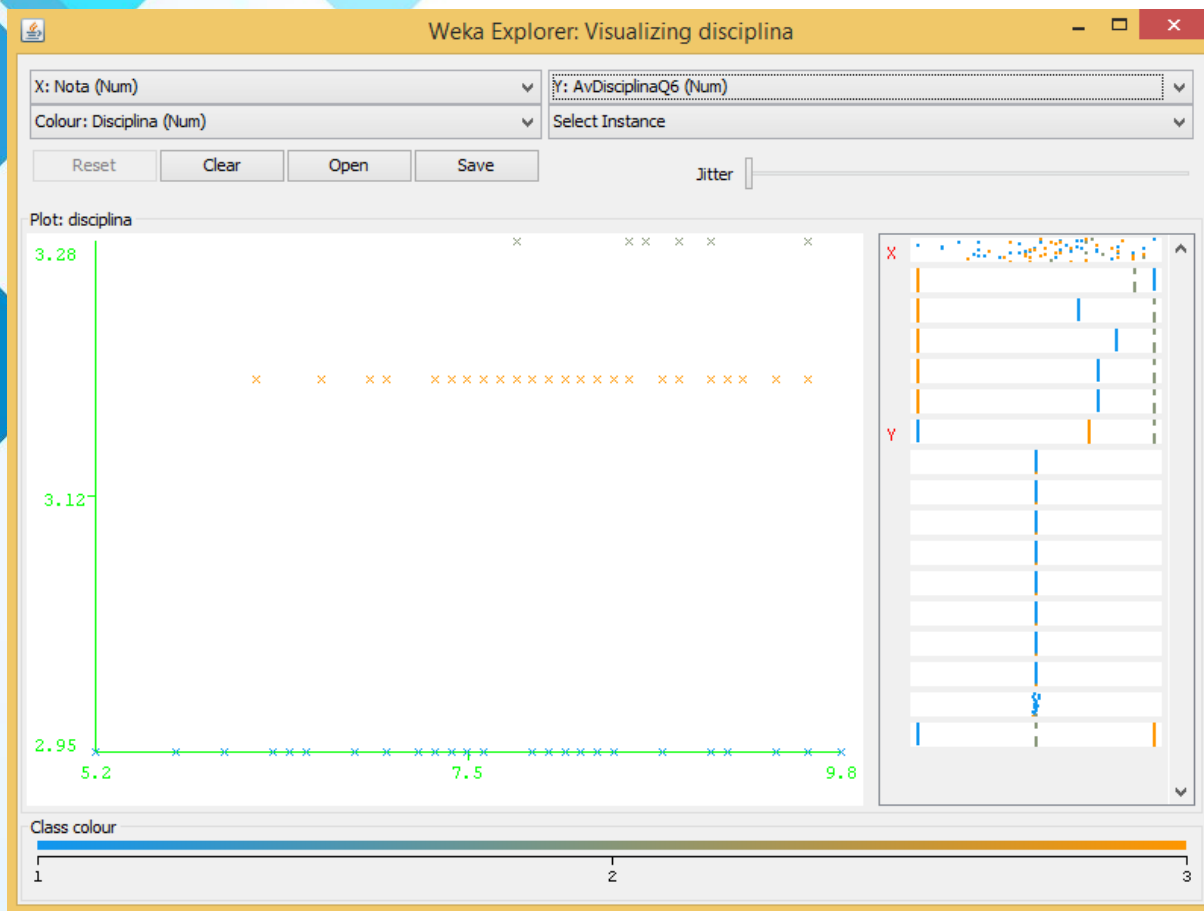 Weka Explorer: Visualizing disciplina
X: Nota (Num)
Y: AvDisciplinaQ6 (Num)
Colour: Disciplina (Num)
Select Instance
Reset
Clear
Open
Save
Jitter
Plot: disciplina
3.28
3.12
2.95
5.2
7.5
9.8
X
Y
Class colour
1
2
3